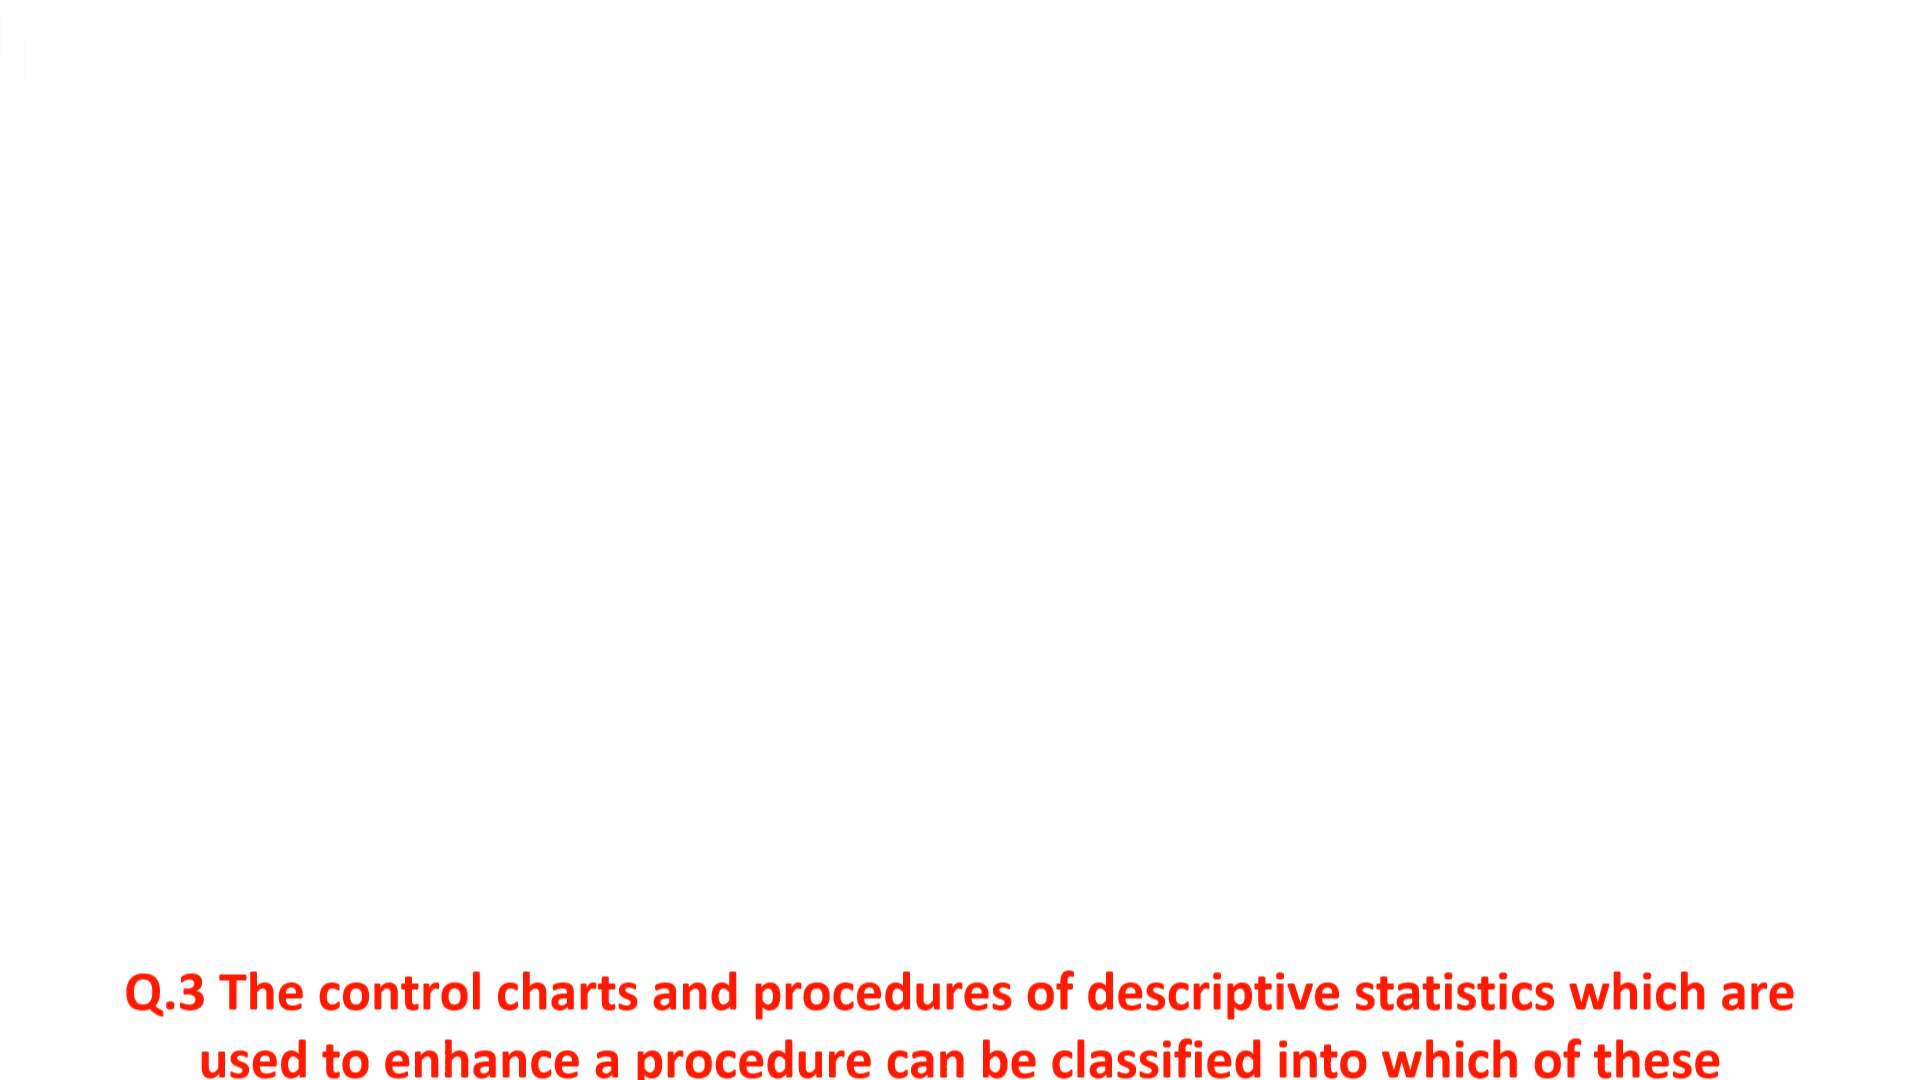 Q.3 The control charts and procedures of descriptive statistics which are
used to enhance a procedure can be classified into which of these